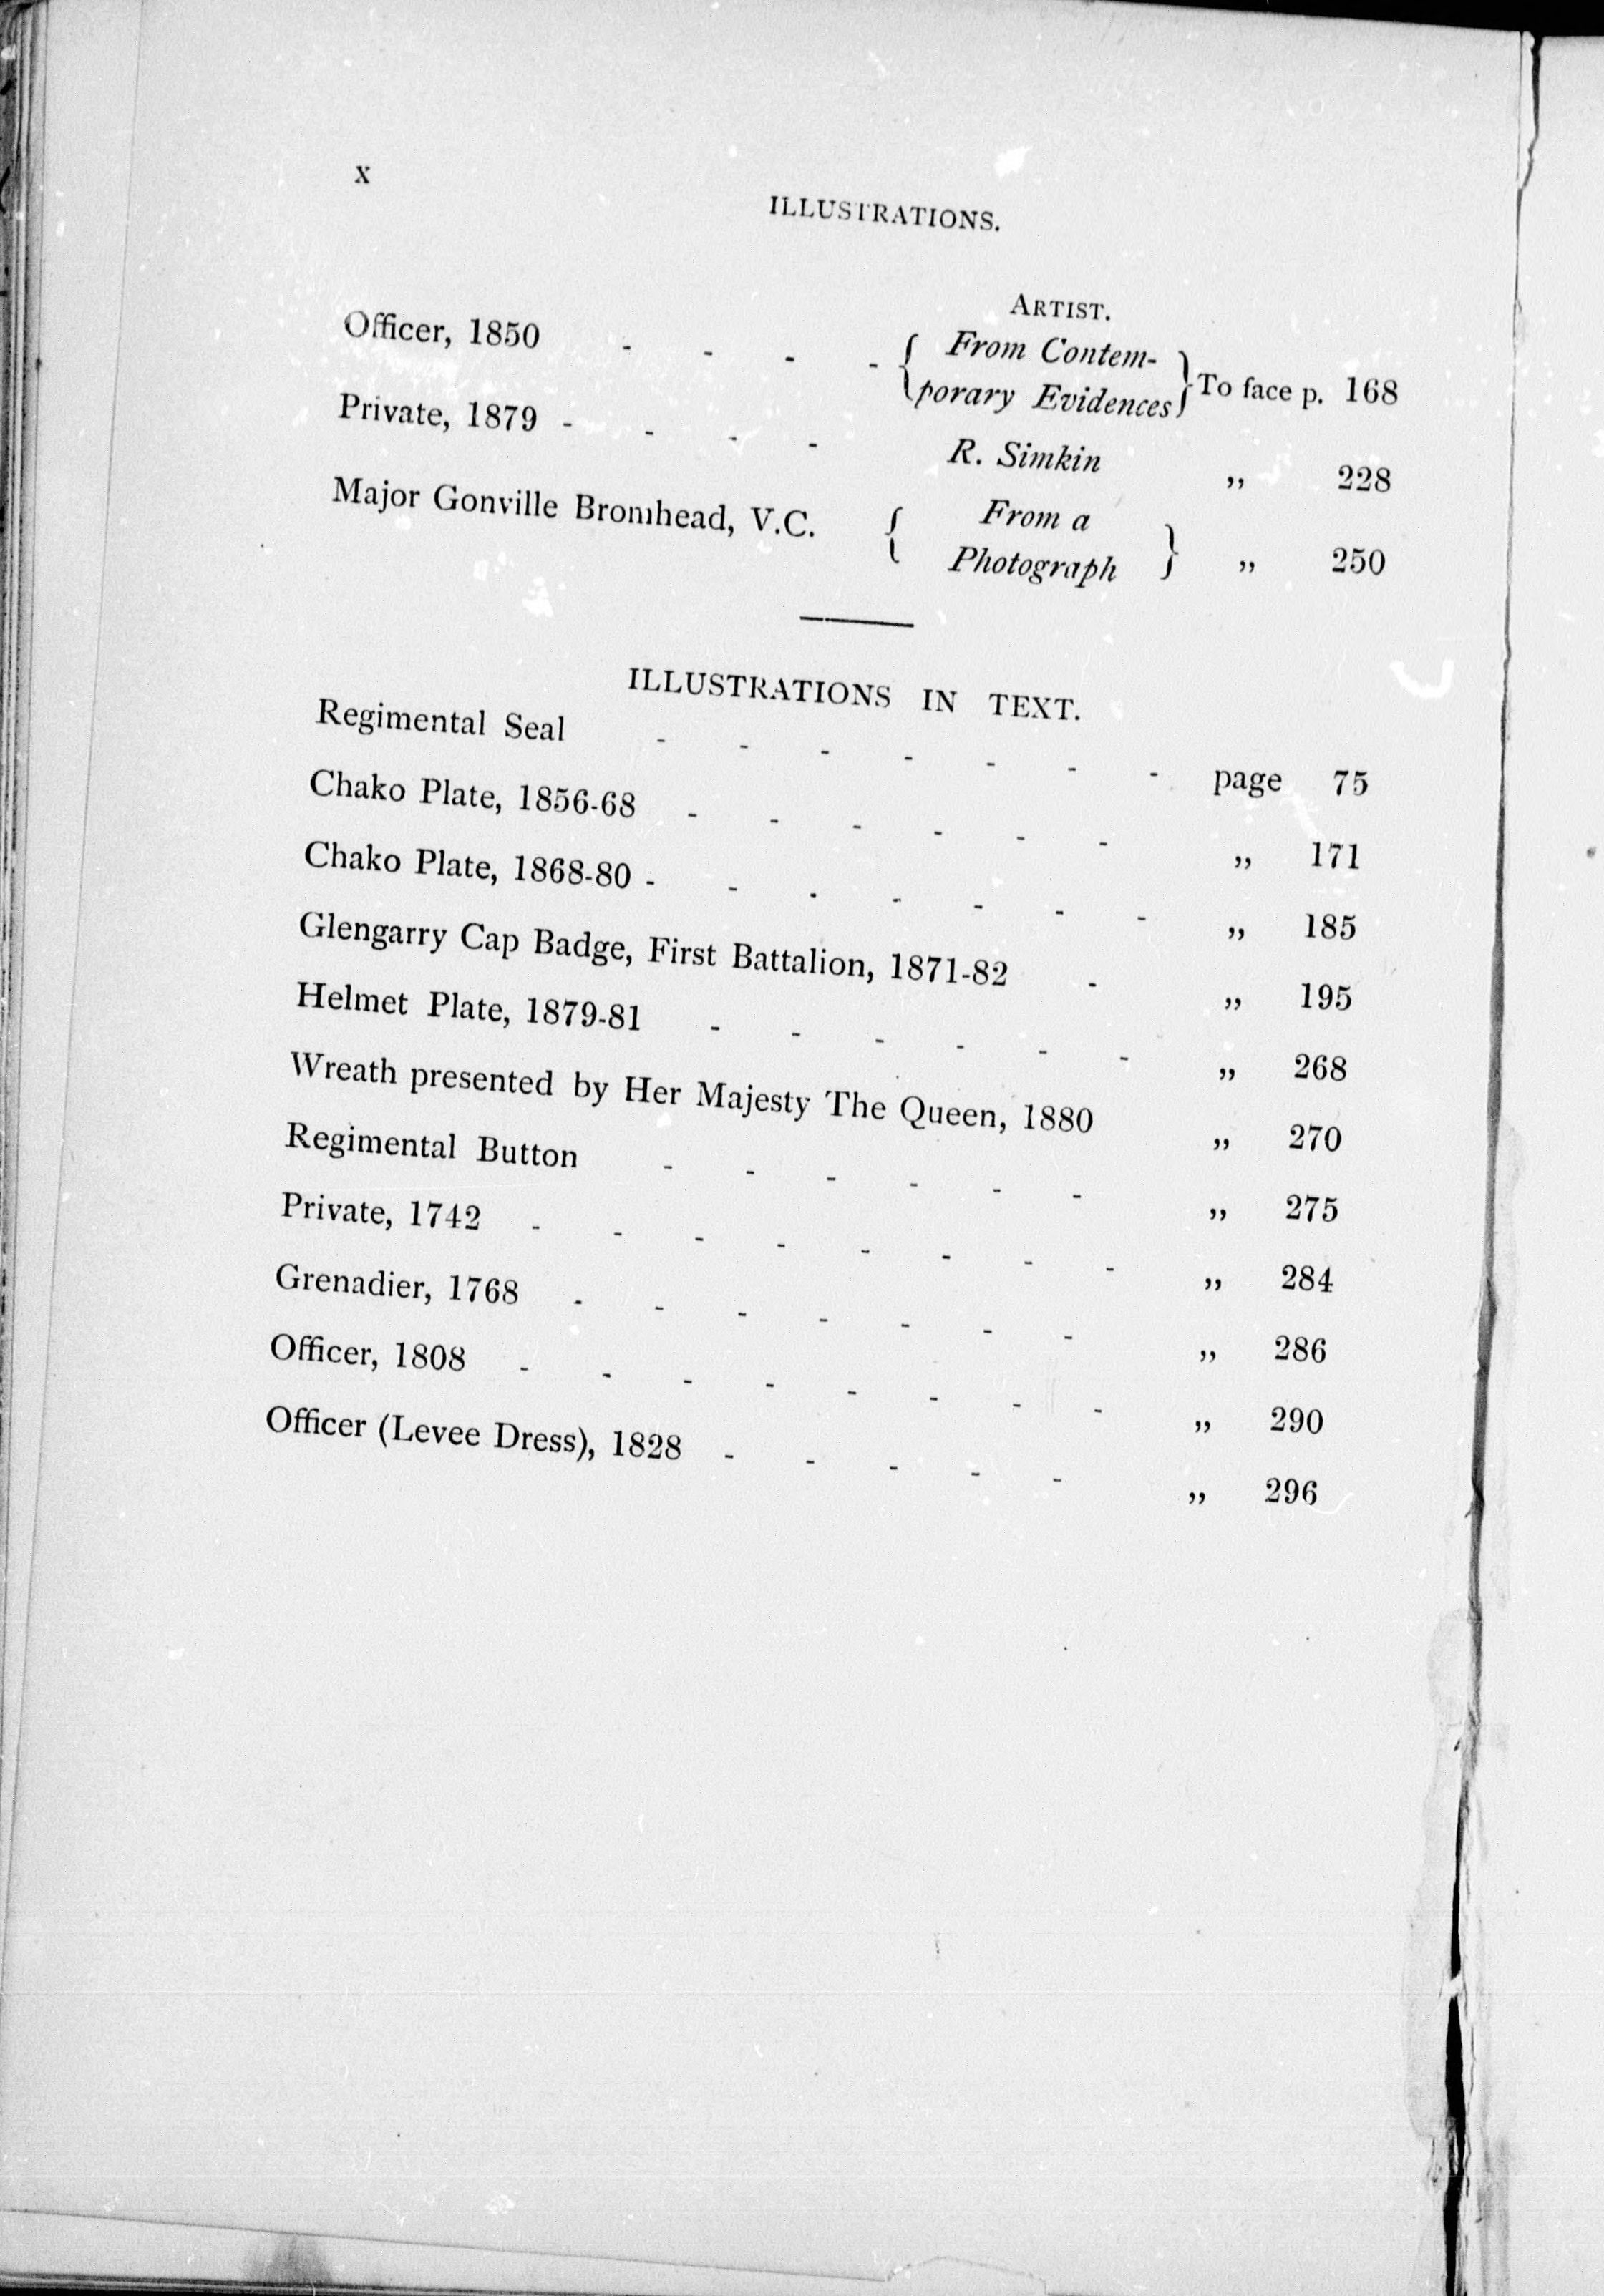 x
ILLUSTRATIONS.
ARTIST.
Officer, 1850 - - - - { From Contem-
porary Evidences } To face p. 168
Private, 1879 - - - - R. Simkin „ 228
Major Gonville Bromhead, V.C. { From a
Photograph } „ 250
ILLUSTRATIONS IN TEXT.
Regimental Seal - - - - - - - page 75
Chako Plate, 1856-68 - - - - - - „ 171
Chako Plate, 1868-80 - - - - - - - „ 185
Glengarry Cap Badge, First Battalion, 1871-82 - „ 195
Helmet Plate, 1879-81 - - - - - - „ 268
Wreath presented by Her Majesty The Queen, 1880 „ 270
Regimental Button - - - - - - „ 275
Private, 1742 - - - - - - - - „ 284
Grenadier, 1768 - - - - - - - „ 286
Officer, 1808 - - - - - - - - „ 290
Officer (Levee Dress), 1828 - - - - - „ 296